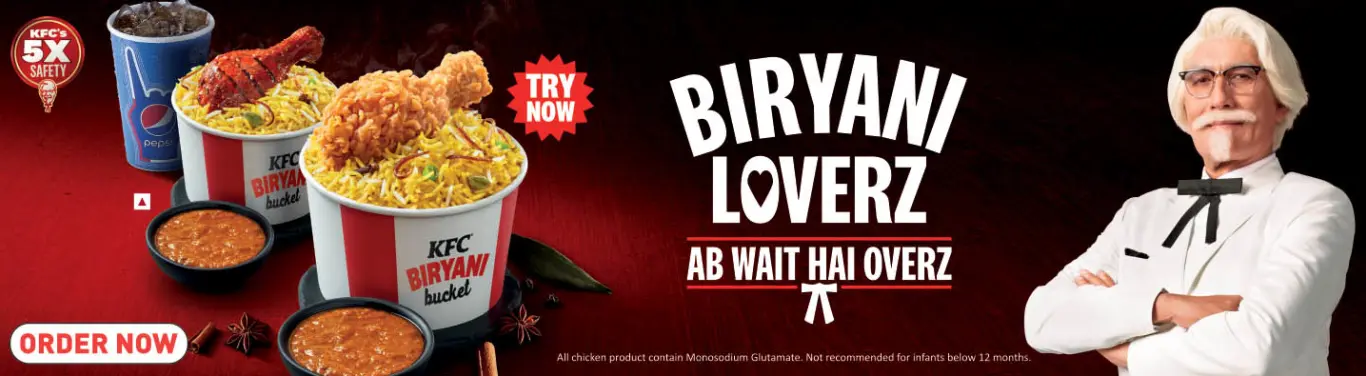 KFC's
5X
SAFETY
pepsi
KFC
BIRYANI
bucket
KFC
BIRYANI
bucket
TRY
NOW
BIRYANI
LOVERZ
AB WAIT HAI OVERZ
ORDER NOW
All chicken product contain Monosodium Glutamate. Not recommended for infants below 12 months.